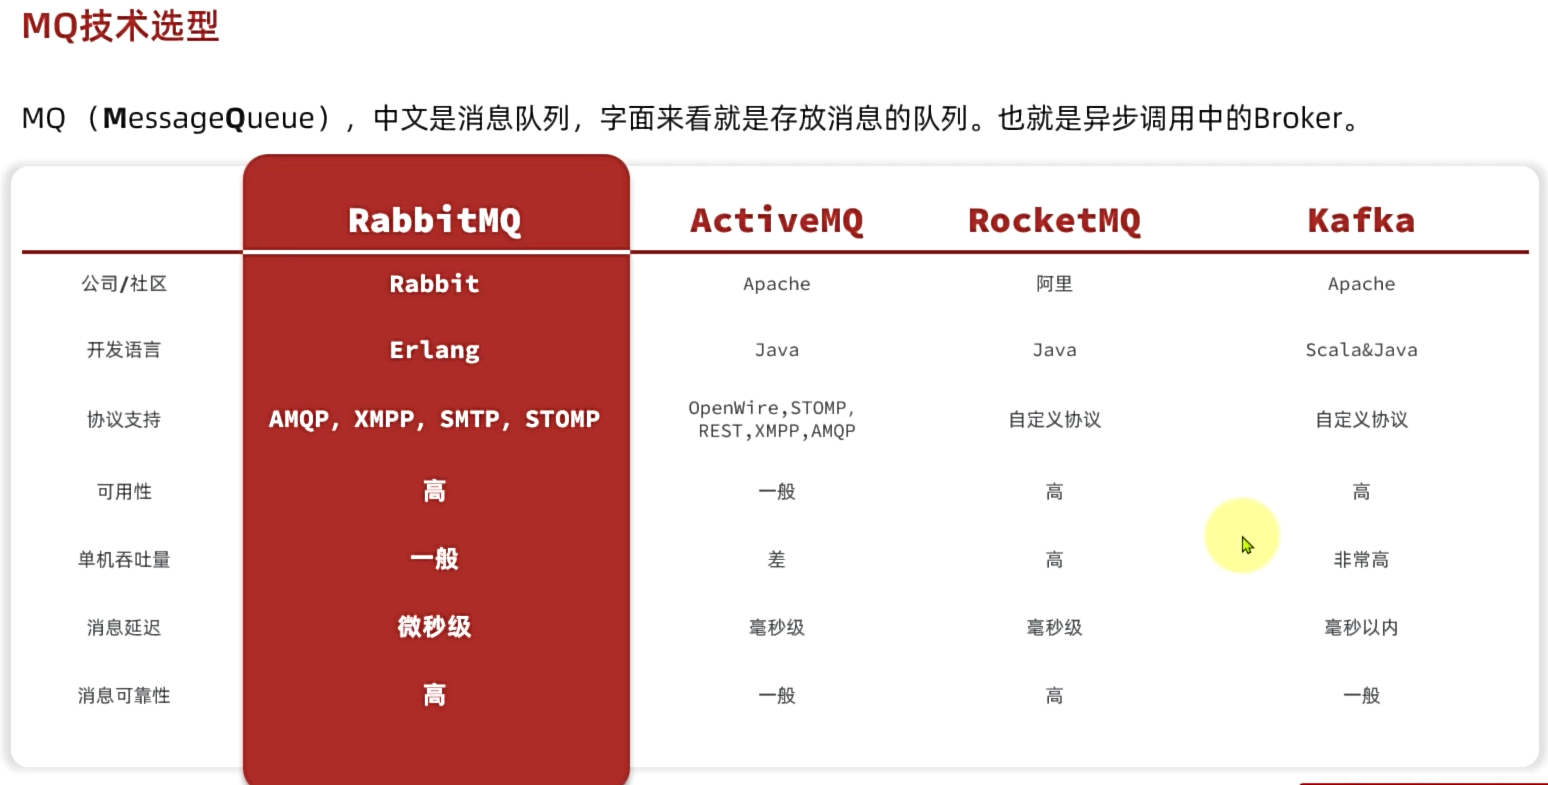 MQ技术选型
MQ （MessageQueue），中文是消息队列，字面来看就是存放消息的队列。也就是异步调用中的Broker。
RabbitMQ ActiveMQ RocketMQ Kafka
公司/社区 Rabbit Apache 阿里 Apache
开发语言 Erlang Java Java Scala&Java
协议支持 AMQP, XMPP, SMTP, STOMP OpenWire,STOMP, 自定义协议 自定义协议
REST,XMPP,AMQP
可用性 高 一般 高 高
单机吞吐量 一般 差 高 非常高
消息延迟 微秒级 毫秒级 毫秒级 毫秒以内
消息可靠性 高 一般 高 一般